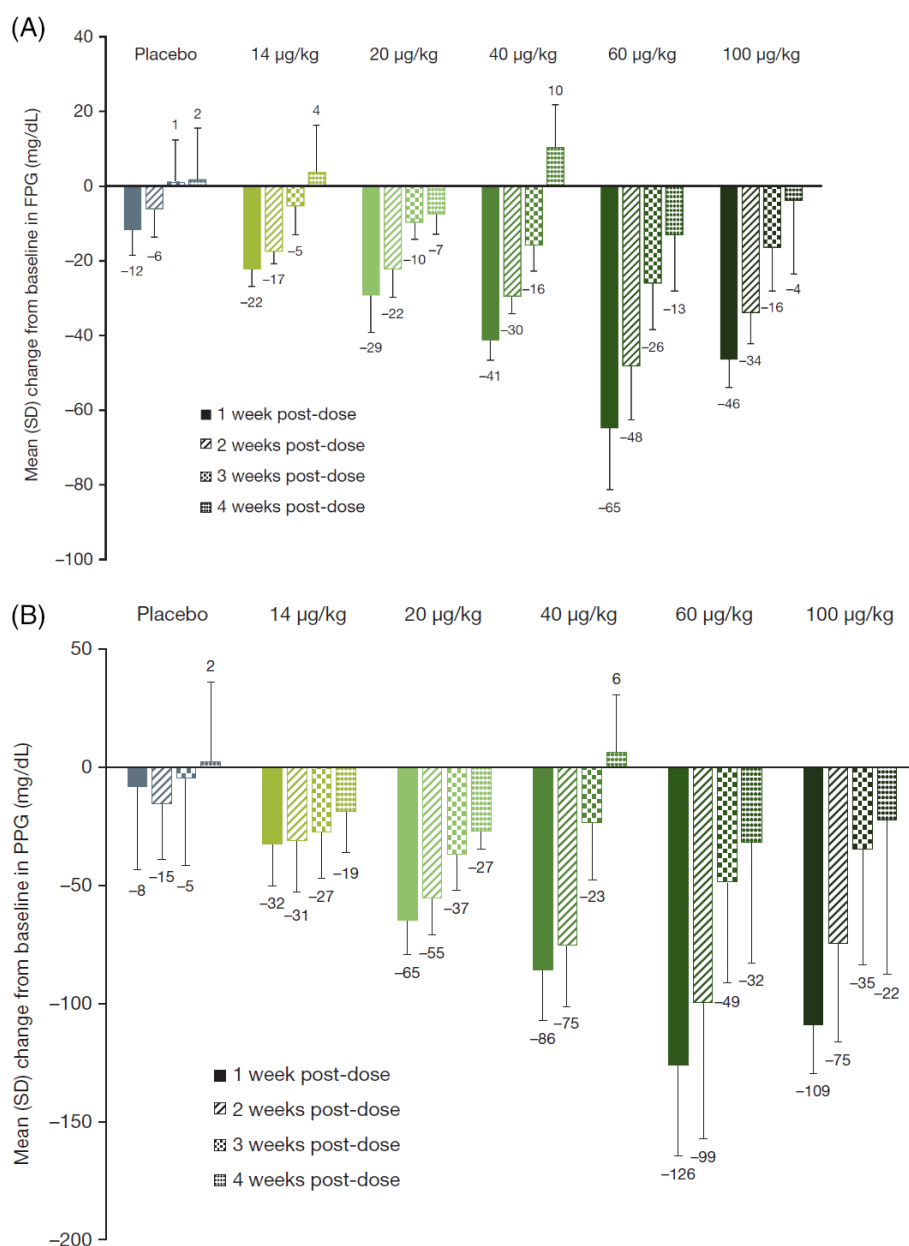 (A)
Placebo 14 µg/kg 20 µg/kg 40 µg/kg 60 µg/kg 100 µg/kg
Mean (SD) change from baseline in FPG (mg/dL)
40
20
0
−20
−40
−60
−80
−100
−12 −6 1 2
−22 −17 −5 4
−29 −22 −10 −7
−41 −30 −16 10
−65 −48 −26 −13
−46 −34 −16 −4
1 week post-dose
2 weeks post-dose
3 weeks post-dose
4 weeks post-dose
(B)
Placebo 14 µg/kg 20 µg/kg 40 µg/kg 60 µg/kg 100 µg/kg
Mean (SD) change from baseline in PPG (mg/dL)
50
0
−50
−100
−150
−200
−8 −15 −5 2
−32 −31 −27 −19
−65 −55 −37 −27
−86 −75 −23 6
−126 −99 −49 −32
−109 −75 −35 −22
1 week post-dose
2 weeks post-dose
3 weeks post-dose
4 weeks post-dose